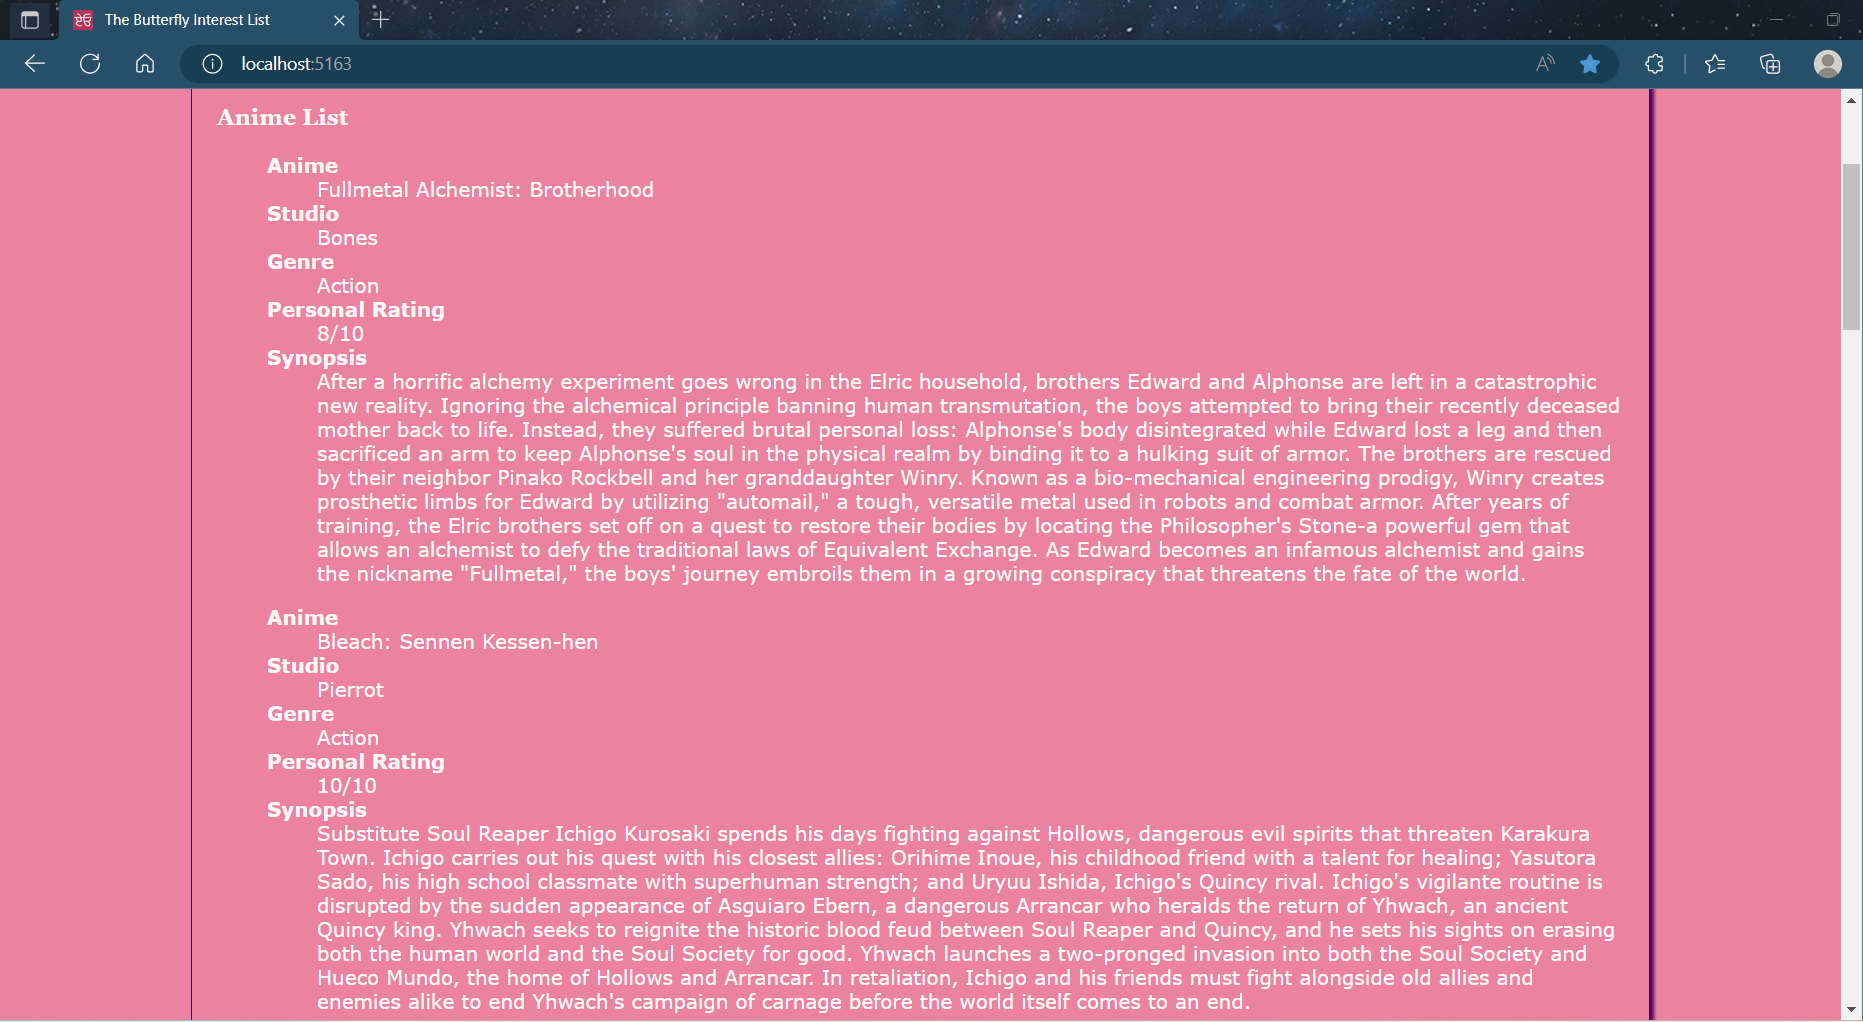 The Butterfly Interest List
localhost:5163
Anime List
Anime
Fullmetal Alchemist: Brotherhood
Studio
Bones
Genre
Action
Personal Rating
8/10
Synopsis
After a horrific alchemy experiment goes wrong in the Elric household, brothers Edward and Alphonse are left in a catastrophic
new reality. Ignoring the alchemical principle banning human transmutation, the boys attempted to bring their recently deceased
mother back to life. Instead, they suffered brutal personal loss: Alphonse's body disintegrated while Edward lost a leg and then
sacrificed an arm to keep Alphonse's soul in the physical realm by binding it to a hulking suit of armor. The brothers are rescued
by their neighbor Pinako Rockbell and her granddaughter Winry. Known as a bio-mechanical engineering prodigy, Winry creates
prosthetic limbs for Edward by utilizing "automail," a tough, versatile metal used in robots and combat armor. After years of
training, the Elric brothers set off on a quest to restore their bodies by locating the Philosopher's Stone-a powerful gem that
allows an alchemist to defy the traditional laws of Equivalent Exchange. As Edward becomes an infamous alchemist and gains
the nickname "Fullmetal," the boys' journey embroils them in a growing conspiracy that threatens the fate of the world.
Anime
Bleach: Sennen Kessen-hen
Studio
Pierrot
Genre
Action
Personal Rating
10/10
Synopsis
Substitute Soul Reaper Ichigo Kurosaki spends his days fighting against Hollows, dangerous evil spirits that threaten Karakura
Town. Ichigo carries out his quest with his closest allies: Orihime Inoue, his childhood friend with a talent for healing; Yasutora
Sado, his high school classmate with superhuman strength; and Uryuu Ishida, Ichigo's Quincy rival. Ichigo's vigilante routine is
disrupted by the sudden appearance of Asguiaro Ebern, a dangerous Arrancar who heralds the return of Yhwach, an ancient
Quincy king. Yhwach seeks to reignite the historic blood feud between Soul Reaper and Quincy, and he sets his sights on erasing
both the human world and the Soul Society for good. Yhwach launches a two-pronged invasion into both the Soul Society and
Hueco Mundo, the home of Hollows and Arrancar. In retaliation, Ichigo and his friends must fight alongside old allies and
enemies alike to end Yhwach's campaign of carnage before the world itself comes to an end.